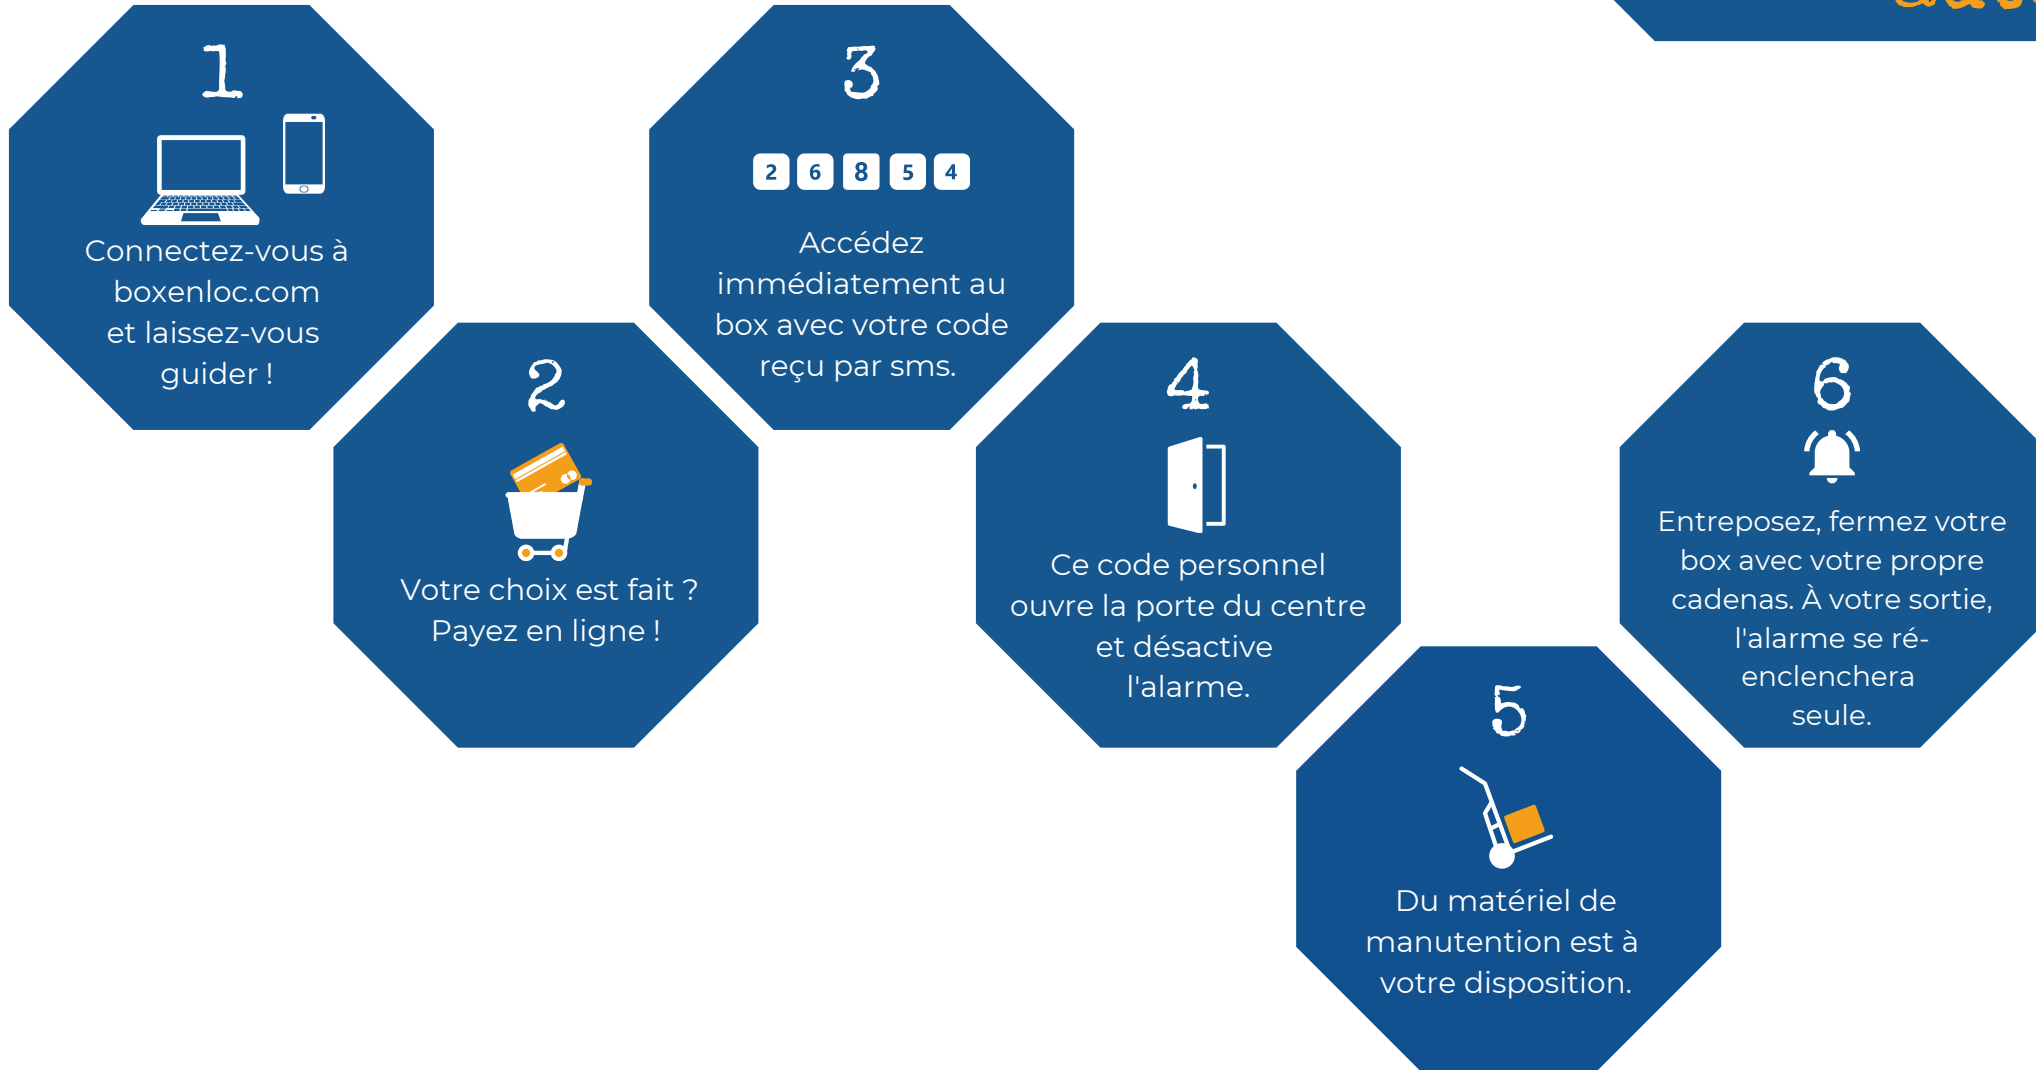 1
Connectez-vous à
boxenloc.com
et laissez-vous
guider !
2
Votre choix est fait ?
Payez en ligne !
3
2 6 8 5 4
Accédez
immédiatement au
box avec votre code
reçu par sms.
4
Ce code personnel
ouvre la porte du centre
et désactive
l'alarme.
5
Du matériel de
manutention est à
votre disposition.
6
Entreposez, fermez votre
box avec votre propre
cadenas. À votre sortie,
l'alarme se ré-
enclenchera
seule.